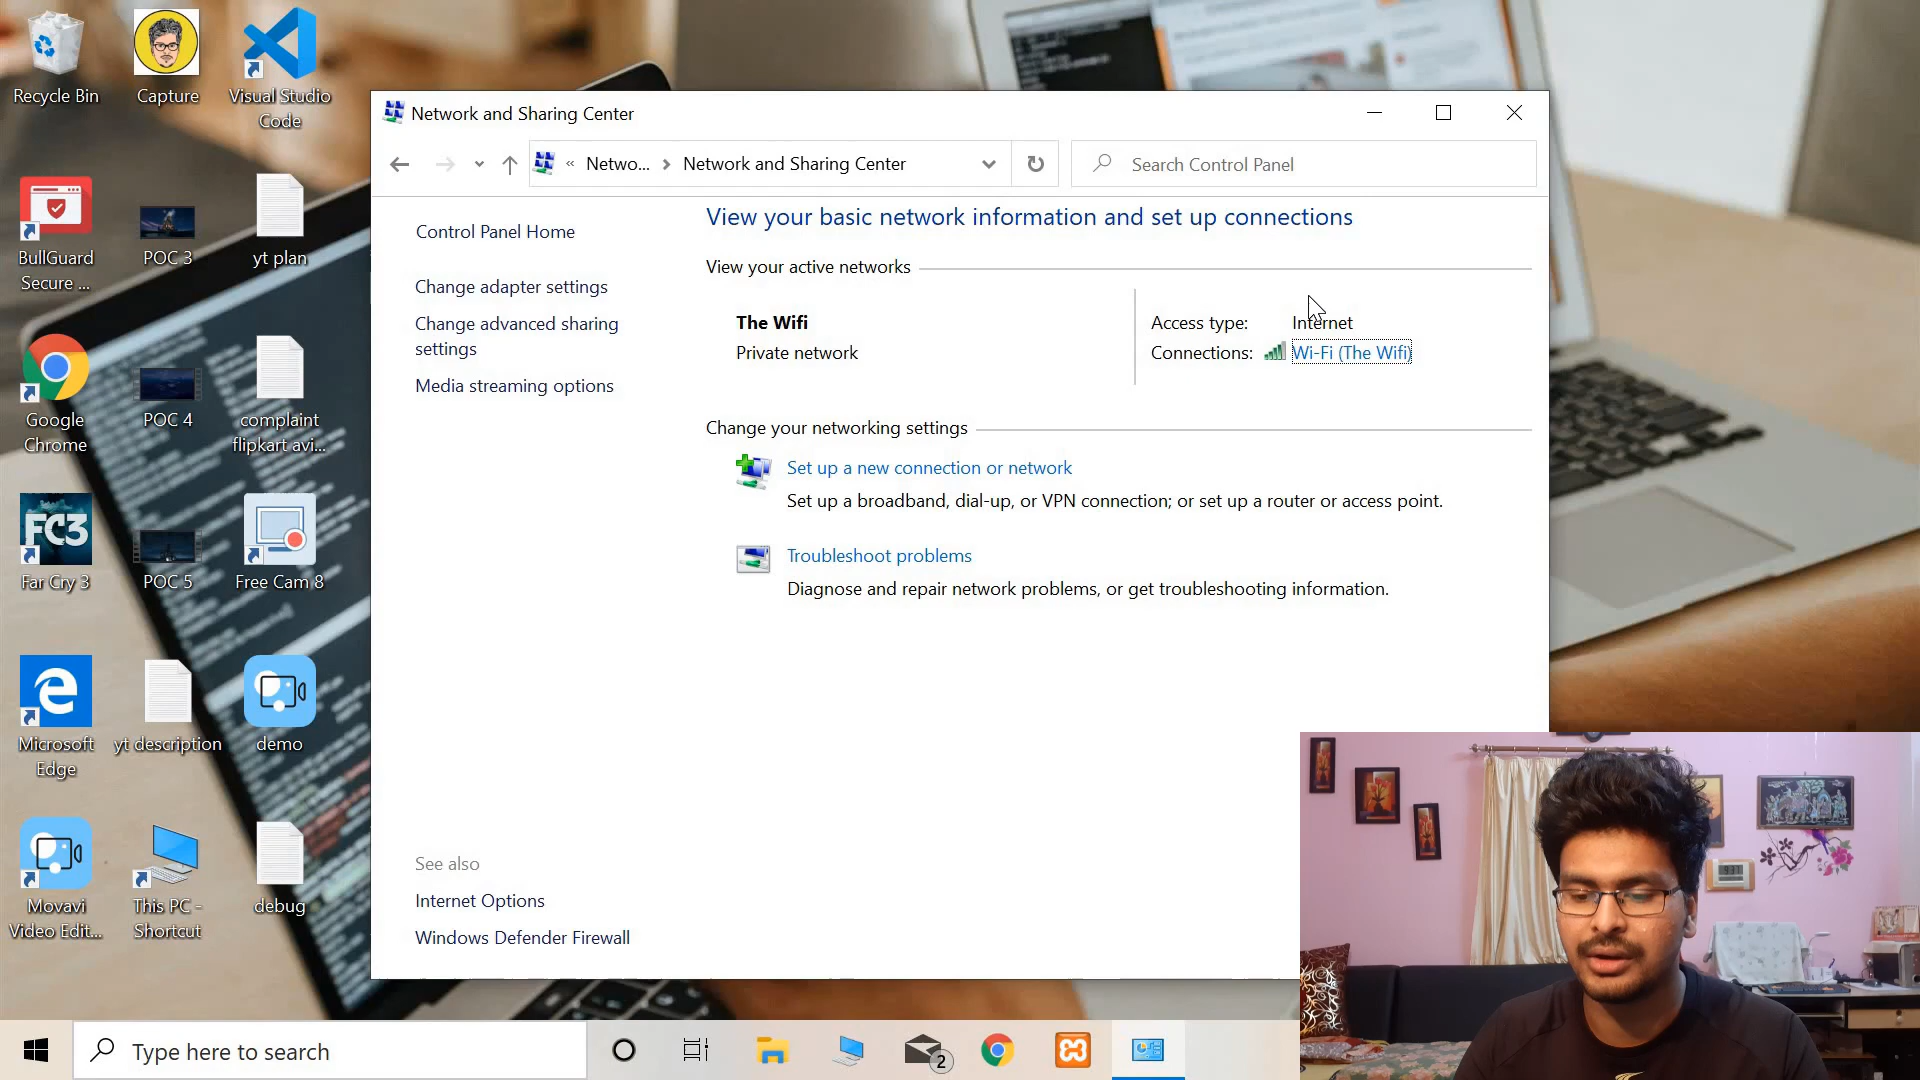 Recycle Bin
Capture
Visual Studio
Code
BullGuard
Secure ...
POC 3
yt plan
Google
Chrome
POC 4
complaint
flipkart avi...
FC3
Far Cry 3
POC 5
Free Cam 8
Microsoft
Edge
yt description
demo
Movavi
Video Edit...
This PC -
Shortcut
debug
Network and Sharing Center
« Netwo... > Network and Sharing Center
Search Control Panel
Control Panel Home
Change adapter settings
Change advanced sharing
settings
Media streaming options
See also
Internet Options
Windows Defender Firewall
View your basic network information and set up connections
View your active networks
The Wifi
Private network
Access type: Internet
Connections: Wi-Fi (The Wifi)
Change your networking settings
Set up a new connection or network
Set up a broadband, dial-up, or VPN connection; or set up a router or access point.
Troubleshoot problems
Diagnose and repair network problems, or get troubleshooting information.
Type here to search
2